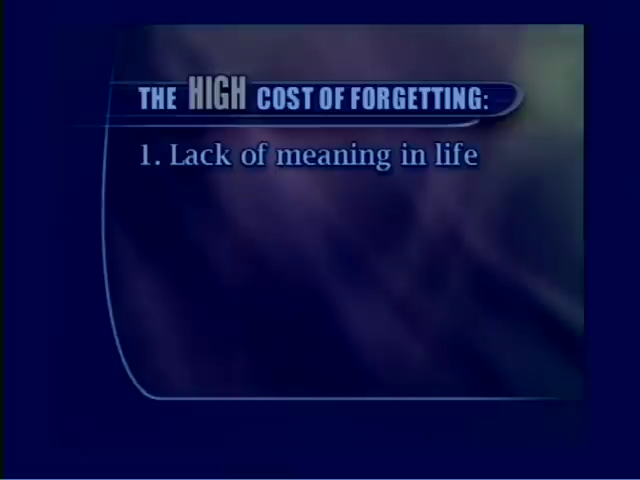 THE HIGH COST OF FORGETTING:
1. Lack of meaning in life